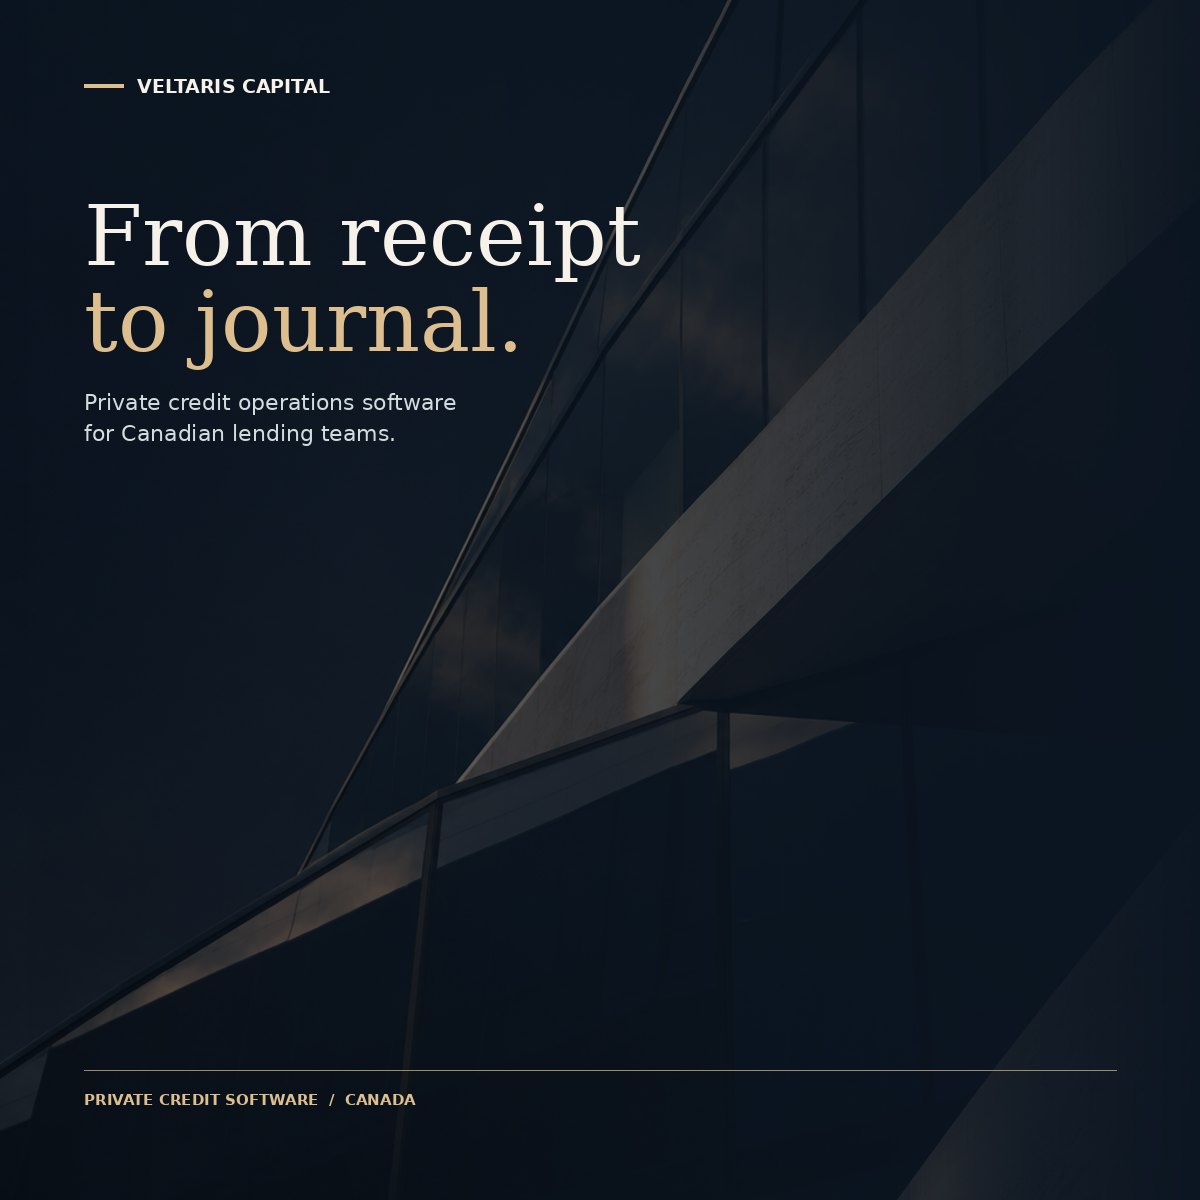 VELTARIS CAPITAL
From receipt
to journal.
Private credit operations software
for Canadian lending teams.
PRIVATE CREDIT SOFTWARE / CANADA